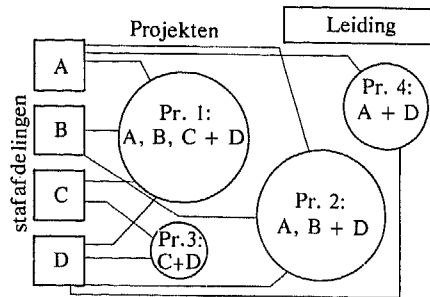 Projekten
Leiding
stafafdelingen
A
B
C
D
Pr. 1:
A, B, C + D
Pr. 4:
A + D
Pr. 2:
A, B + D
Pr.3:
C+D